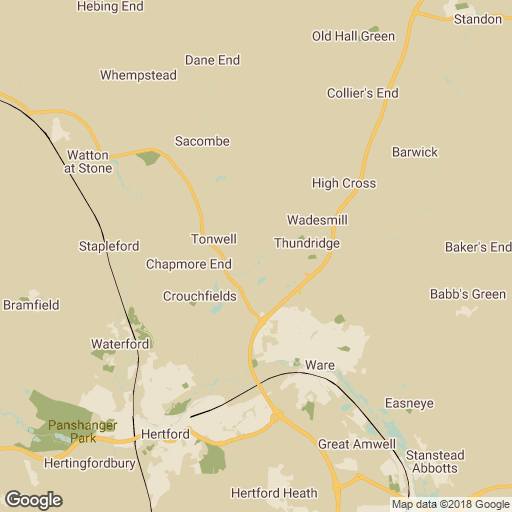 Hebing End
Standon
Old Hall Green
Dane End
Whempstead
Collier's End
Sacombe
Barwick
Watton
at Stone
High Cross
Wadesmill
Tonwell
Thundridge
Stapleford
Baker's End
Chapmore End
Crouchfields
Babb's Green
Bramfield
Waterford
Ware
Easneye
Panshanger
Park
Hertford
Great Amwell
Hertingfordbury
Stanstead
Abbotts
Hertford Heath
Google
Map data ©2018 Google